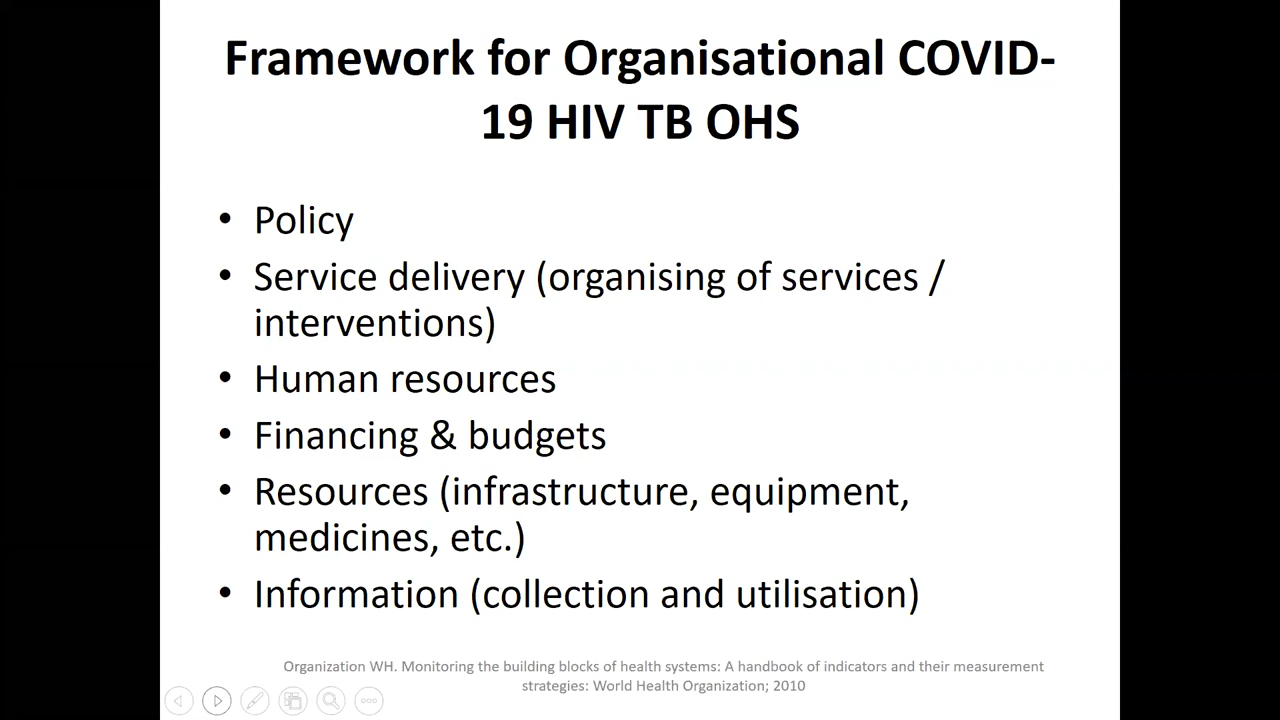 Framework for Organisational COVID-
19 HIV TB OHS
• Policy
• Service delivery (organising of services /
interventions)
• Human resources
• Financing & budgets
• Resources (infrastructure, equipment,
medicines, etc.)
• Information (collection and utilisation)
Organization WH. Monitoring the building blocks of health systems: A handbook of indicators and their measurement
strategies: World Health Organization; 2010